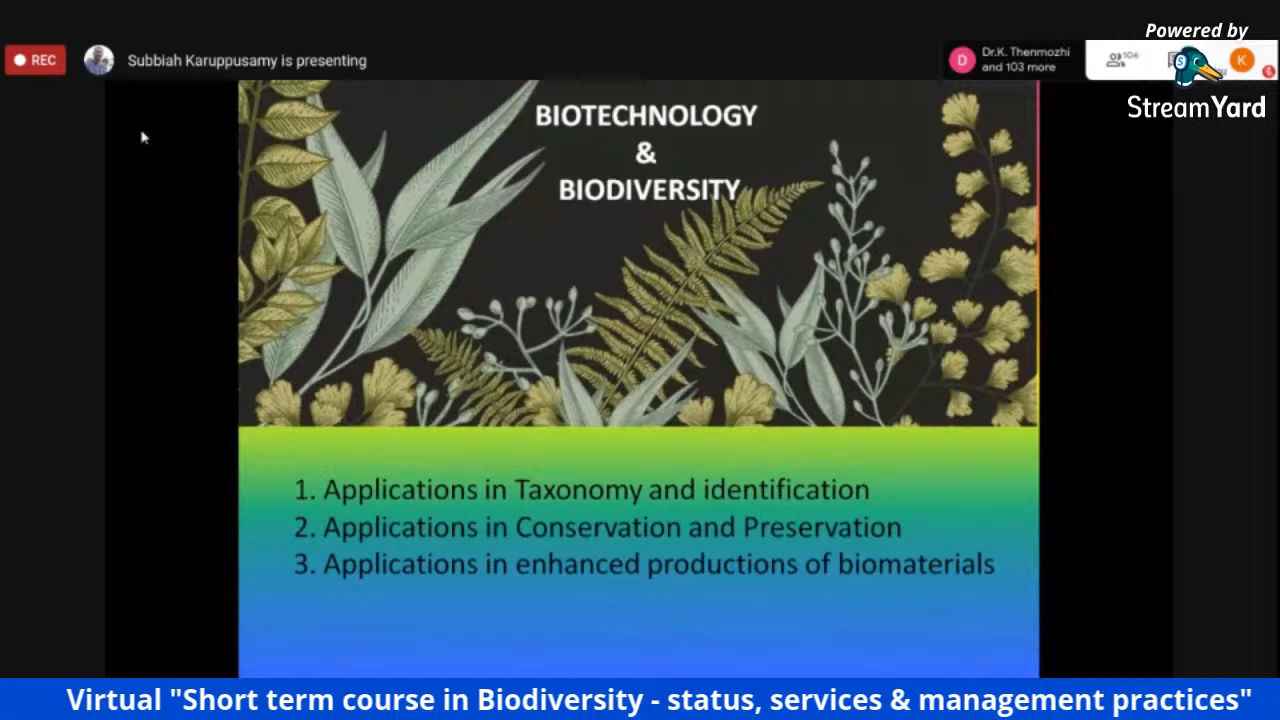 Powered by
StreamYard
REC
Subbiah Karuppusamy is presenting
D
Dr.K. Thenmozhi
and 103 more
106
K
BIOTECHNOLOGY
&
BIODIVERSITY
1. Applications in Taxonomy and identification
2. Applications in Conservation and Preservation
3. Applications in enhanced productions of biomaterials
Virtual "Short term course in Biodiversity - status, services & management practices"